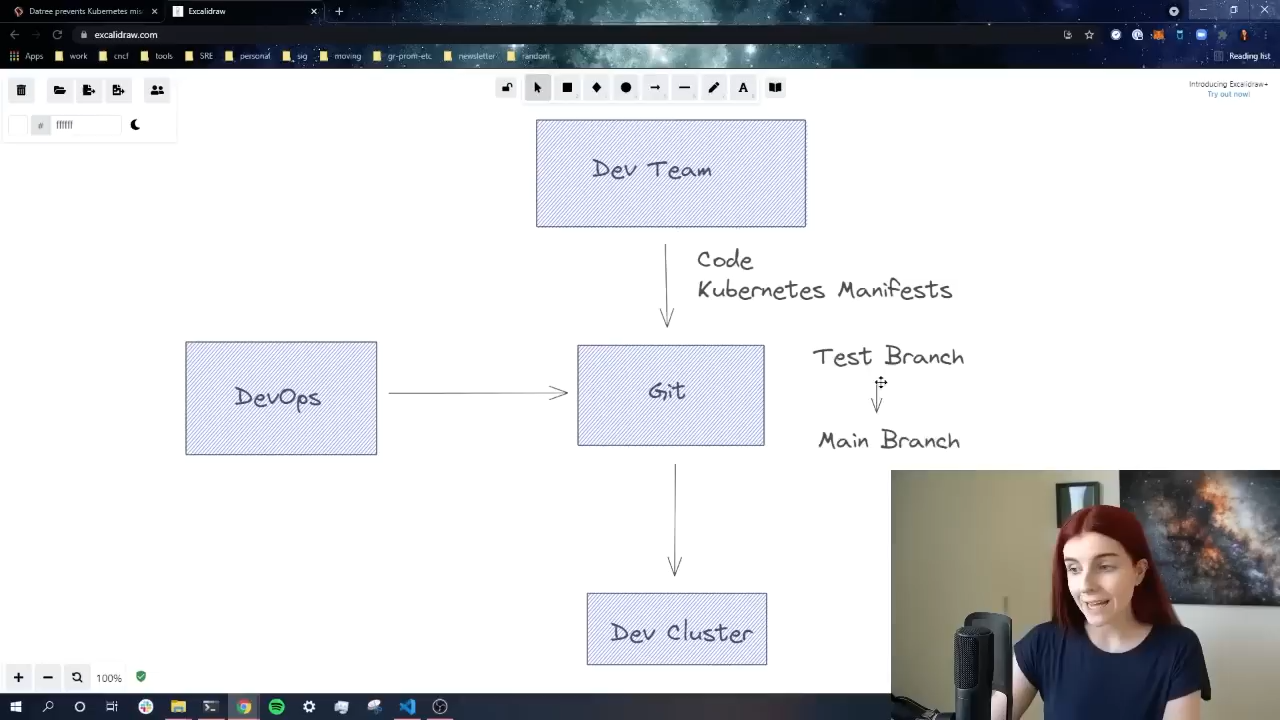 Datree prevents Kubernetes mis
Excalidraw
excalidraw.com
Apps
work
cncf
tools
SRE
personal
sig
moving
gr-prom-etc
newsletter
random
Reading list
Introducing Excalidraw+
Try out now!
# ffffff
A
Dev Team
Code
Kubernetes Manifests
DevOps
Git
Test Branch
Main Branch
Dev Cluster
100%